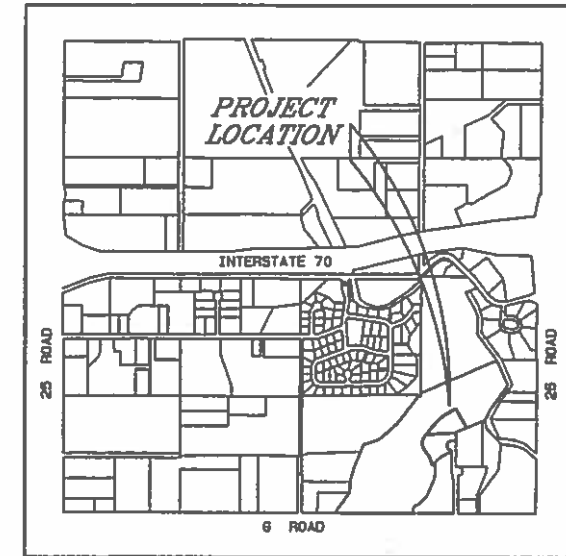 PROJECT
LOCATION
INTERSTATE 70
25 ROAD
26 ROAD
G ROAD